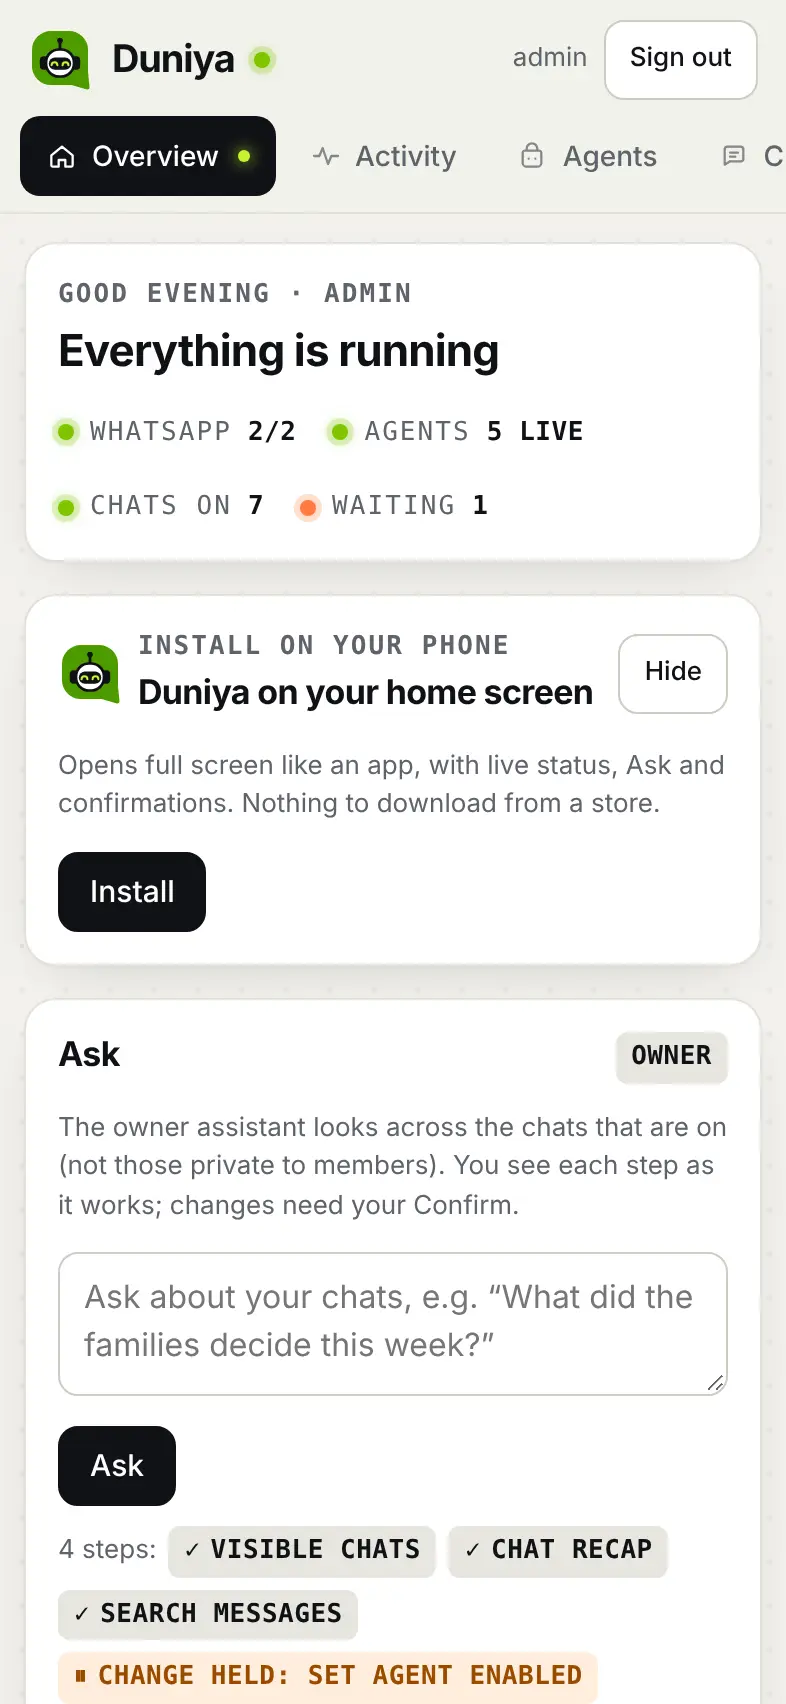 Duniya
admin
Sign out
Overview
Activity
Agents
C
GOOD EVENING · ADMIN
Everything is running
WHATSAPP 2/2
AGENTS 5 LIVE
CHATS ON 7
WAITING 1
INSTALL ON YOUR PHONE
Duniya on your home screen
Hide
Opens full screen like an app, with live status, Ask and
confirmations. Nothing to download from a store.
Install
Ask
OWNER
The owner assistant looks across the chats that are on
(not those private to members). You see each step as
it works; changes need your Confirm.
Ask about your chats, e.g. “What did the
families decide this week?”
Ask
4 steps: ✓ VISIBLE CHATS ✓ CHAT RECAP
✓ SEARCH MESSAGES
⏸ CHANGE HELD: SET AGENT ENABLED